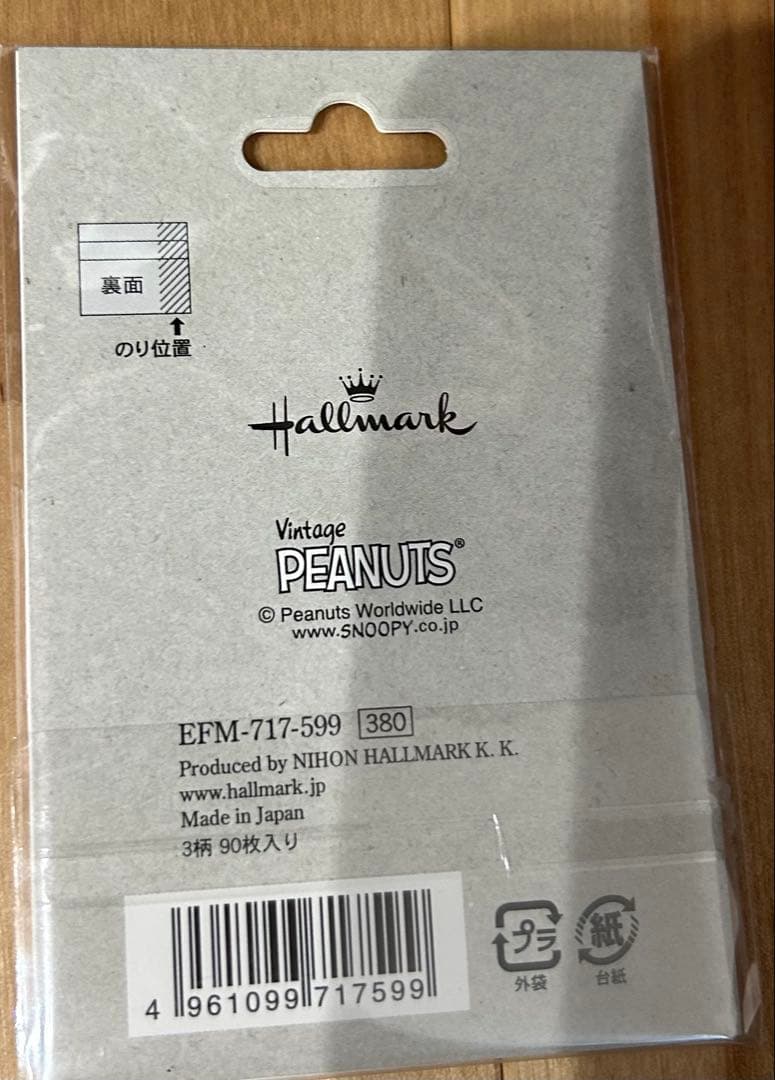 裏面
のり位置
Hallmark
Vintage
PEANUTS®
© Peanuts Worldwide LLC
www.SNOOPY.co.jp
EFM-717-599 380
Produced by NIHON HALLMARK K. K.
www.hallmark.jp
Made in Japan
3柄 90枚入り
4 961099 717599
プラ
外袋
紙
台紙